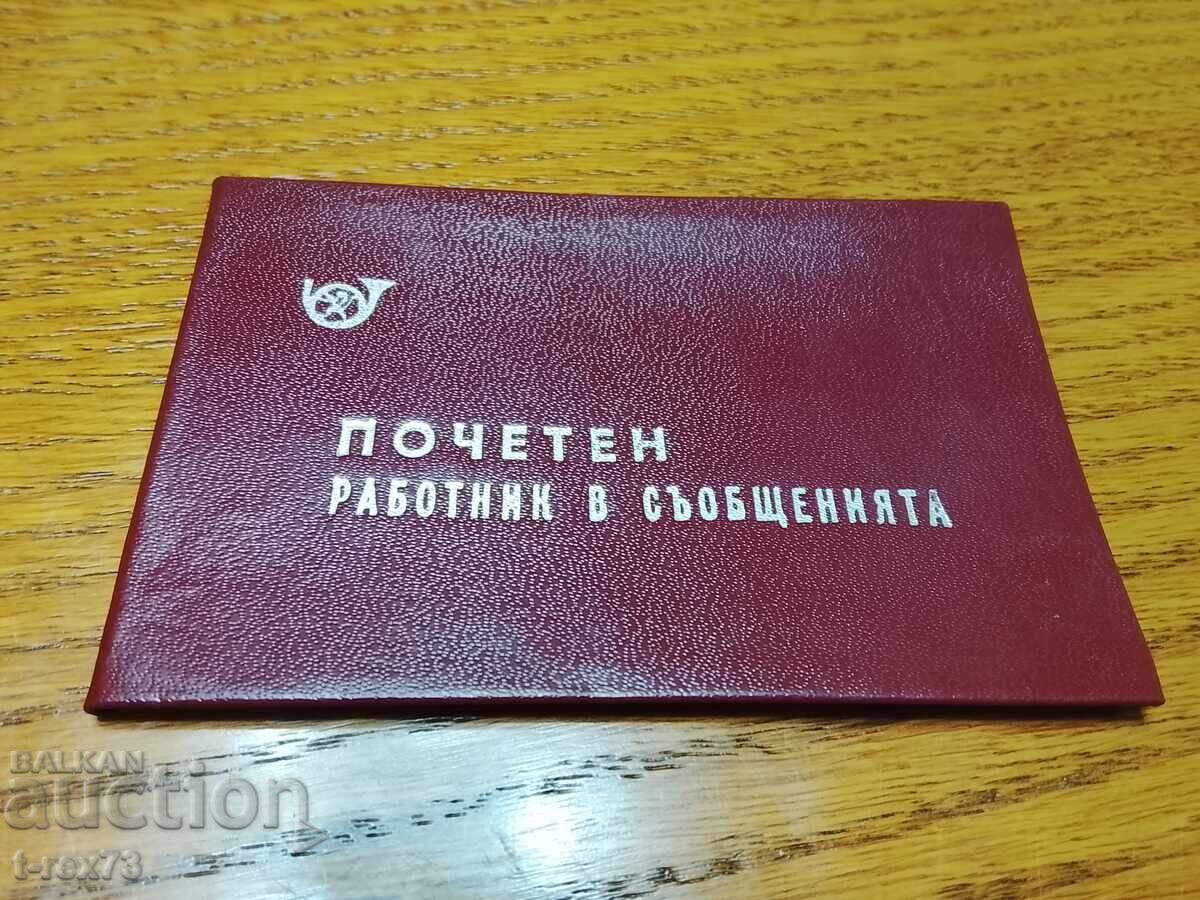 ПОЧЕТЕН
РАБОТНИК В СЪОБЩЕНИЯТА
BALKAN
auction
t-rex73